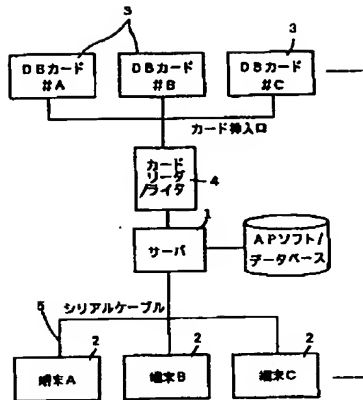 3
3
DBカード
#A
DBカード
#B
DBカード
#C
カード挿入口
カード
リーダ
/ライタ
4
1
サーバ
APソフト/
データベース
シリアルケーブル
5
2
2
2
端末A
端末B
端末C